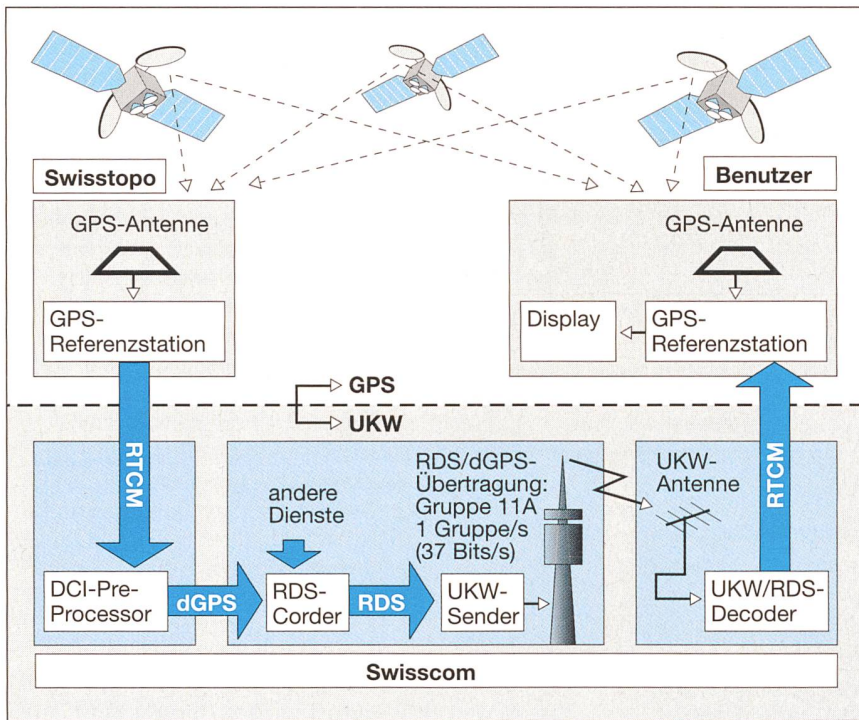 Swisstopo
Benutzer
GPS-Antenne
GPS-
Referenzstation
GPS-Antenne
Display
GPS-
Referenzstation
GPS
UKW
RTCM
andere
Dienste
RDS/dGPS-
Übertragung:
Gruppe 11A
1 Gruppe/s
(37 Bits/s)
UKW-
Antenne
RTCM
DCI-Pre-
Processor
dGPS
RDS-
Corder
RDS
UKW-
Sender
UKW/RDS-
Decoder
Swisscom